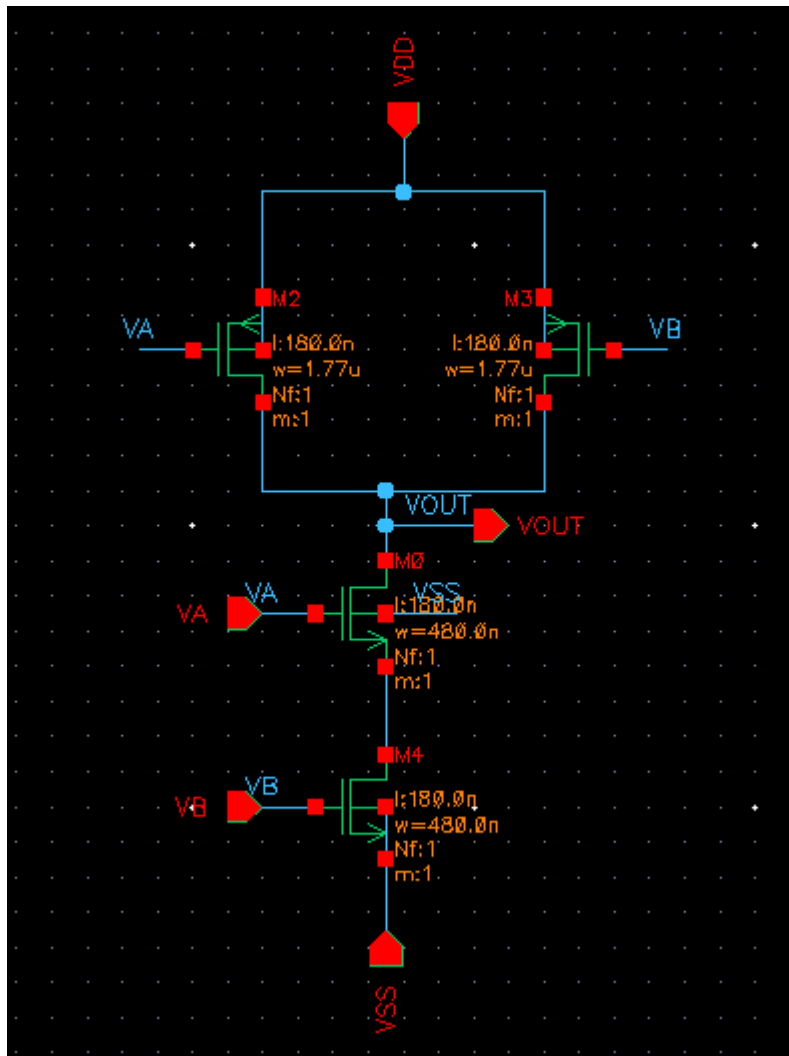 VDD
M2
M3
VA
VB
l:180.0n
w=1.77u
Nf:1
m:1
l:180.0n
w=1.77u
Nf:1
m:1
VOUT
VOUT
M0
VA
VA
VSS
l:180.0n
w=480.0n
Nf:1
m:1
M4
VB
VB
l:180.0n
w=480.0n
Nf:1
m:1
VSS